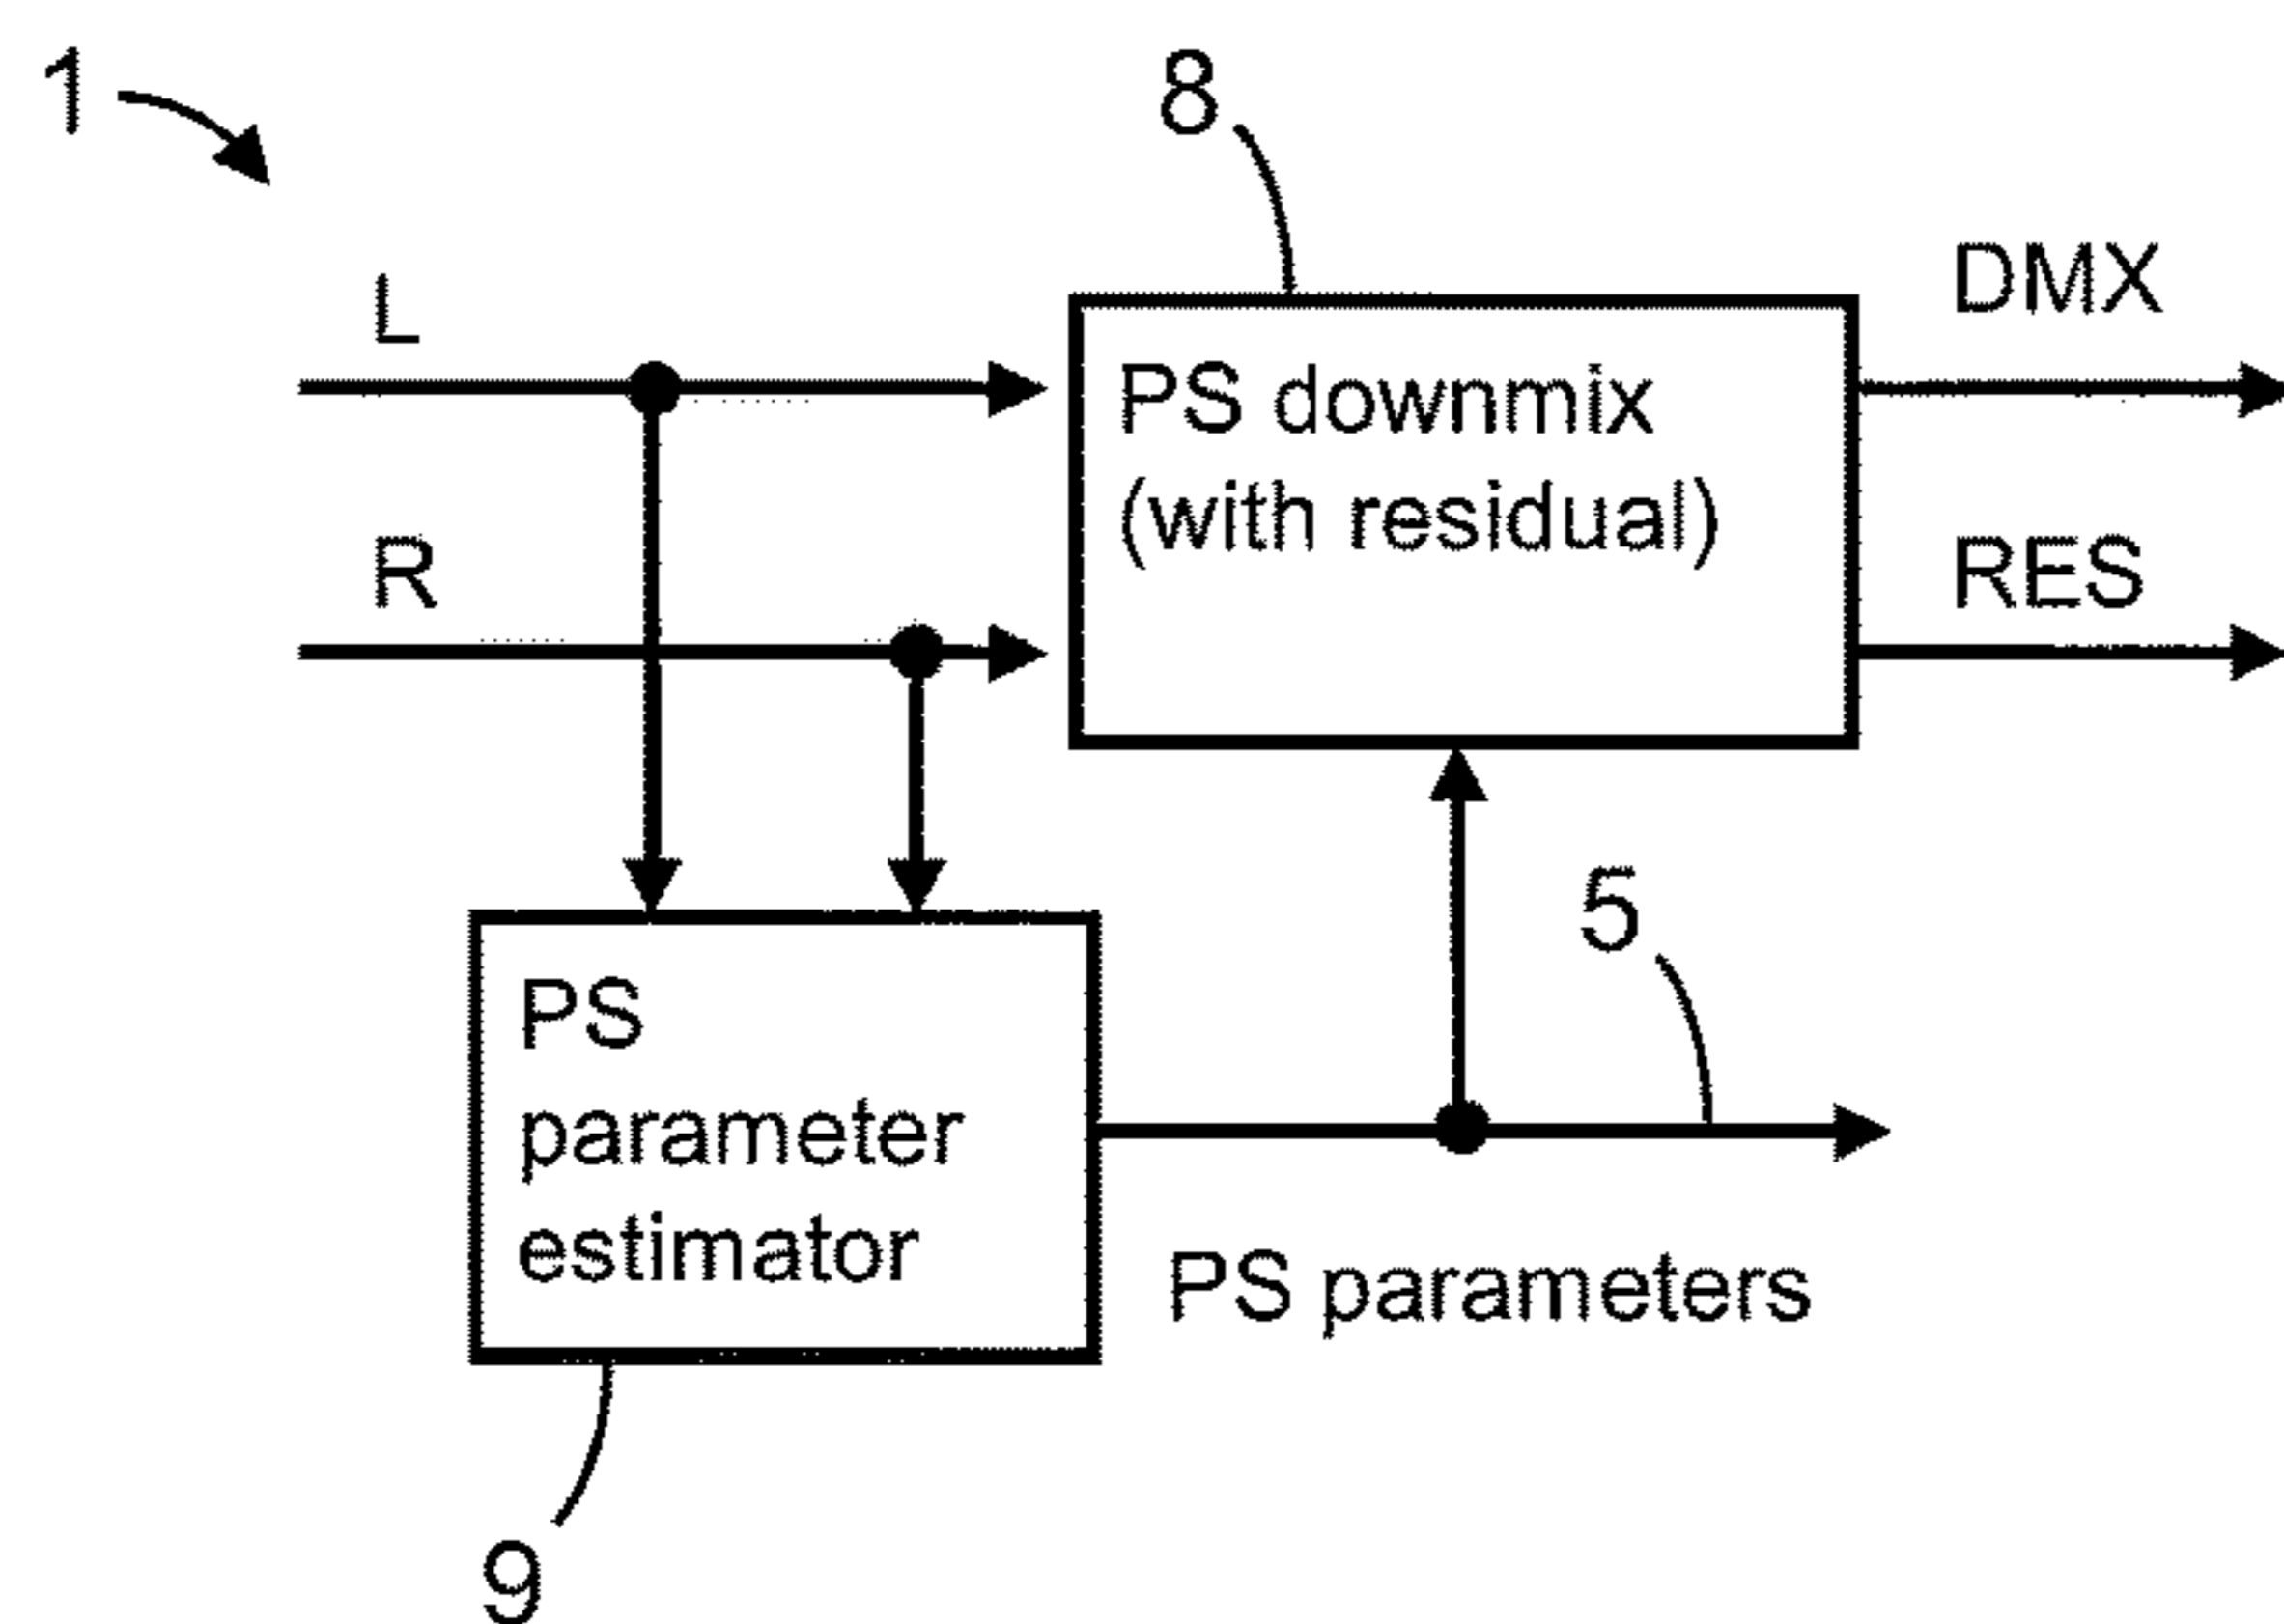 1
8
L
DMX
PS downmix
(with residual)
R
RES
5
PS
parameter
estimator
PS parameters
9